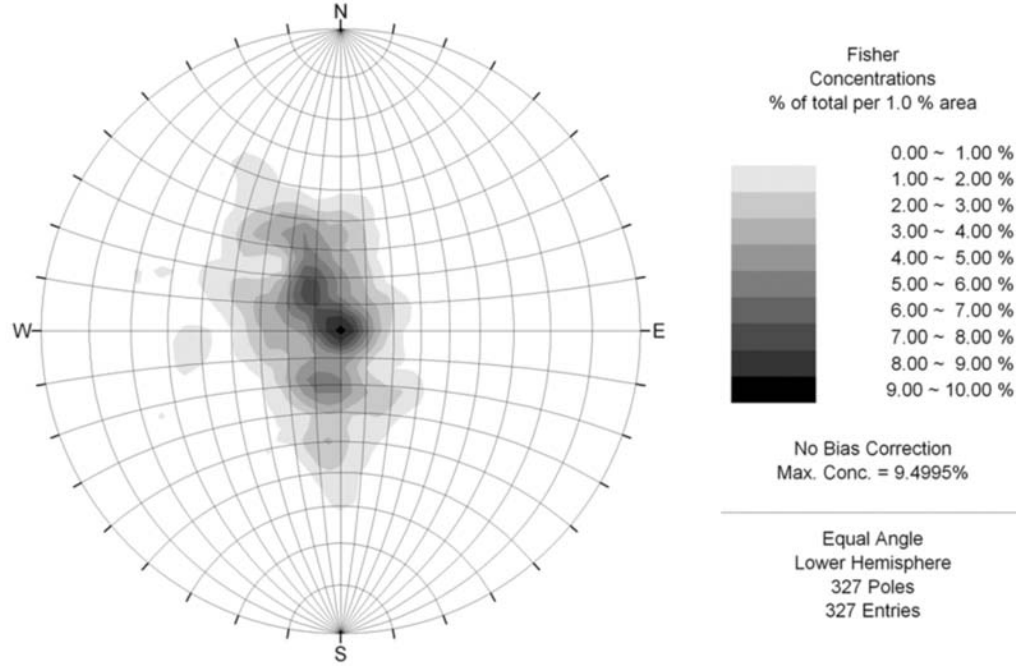 N
W
E
S
Fisher
Concentrations
% of total per 1.0 % area
0.00 ~ 1.00 %
1.00 ~ 2.00 %
2.00 ~ 3.00 %
3.00 ~ 4.00 %
4.00 ~ 5.00 %
5.00 ~ 6.00 %
6.00 ~ 7.00 %
7.00 ~ 8.00 %
8.00 ~ 9.00 %
9.00 ~ 10.00 %
No Bias Correction
Max. Conc. = 9.4995%
Equal Angle
Lower Hemisphere
327 Poles
327 Entries